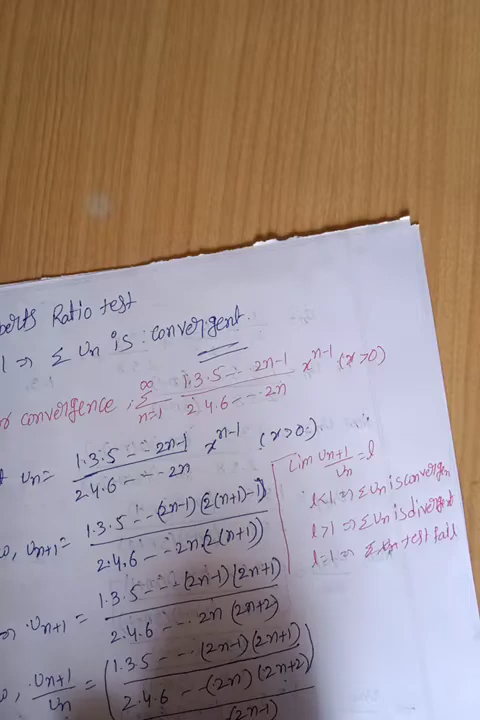 Ratio test
⇒ Σ Un is convergent.
convergence, ∞Σn=1 1.3.5---2n-1 / 2.4.6---2n x^n-1 (x>0)
Un = 1.3.5---2n-1 / 2.4.6---2n x^n-1 (x>0)
Un+1 = 1.3.5---(2n-1)(2(n+1)-1) / 2.4.6---2n(2(n+1))
Un+1 = 1.3.5---(2n-1)(2n+1) / 2.4.6---2n(2n+2)
Un+1/Un = (1.3.5---(2n-1)(2n+1) / 2.4.6---(2n)(2n+2))
(2n-1)
Lim Un+1/Un = l
l<1 ⇒ Σ Un is convergen
l>1 ⇒ Σ Un is divergent
l=1 ⇒ Σ Un test fail